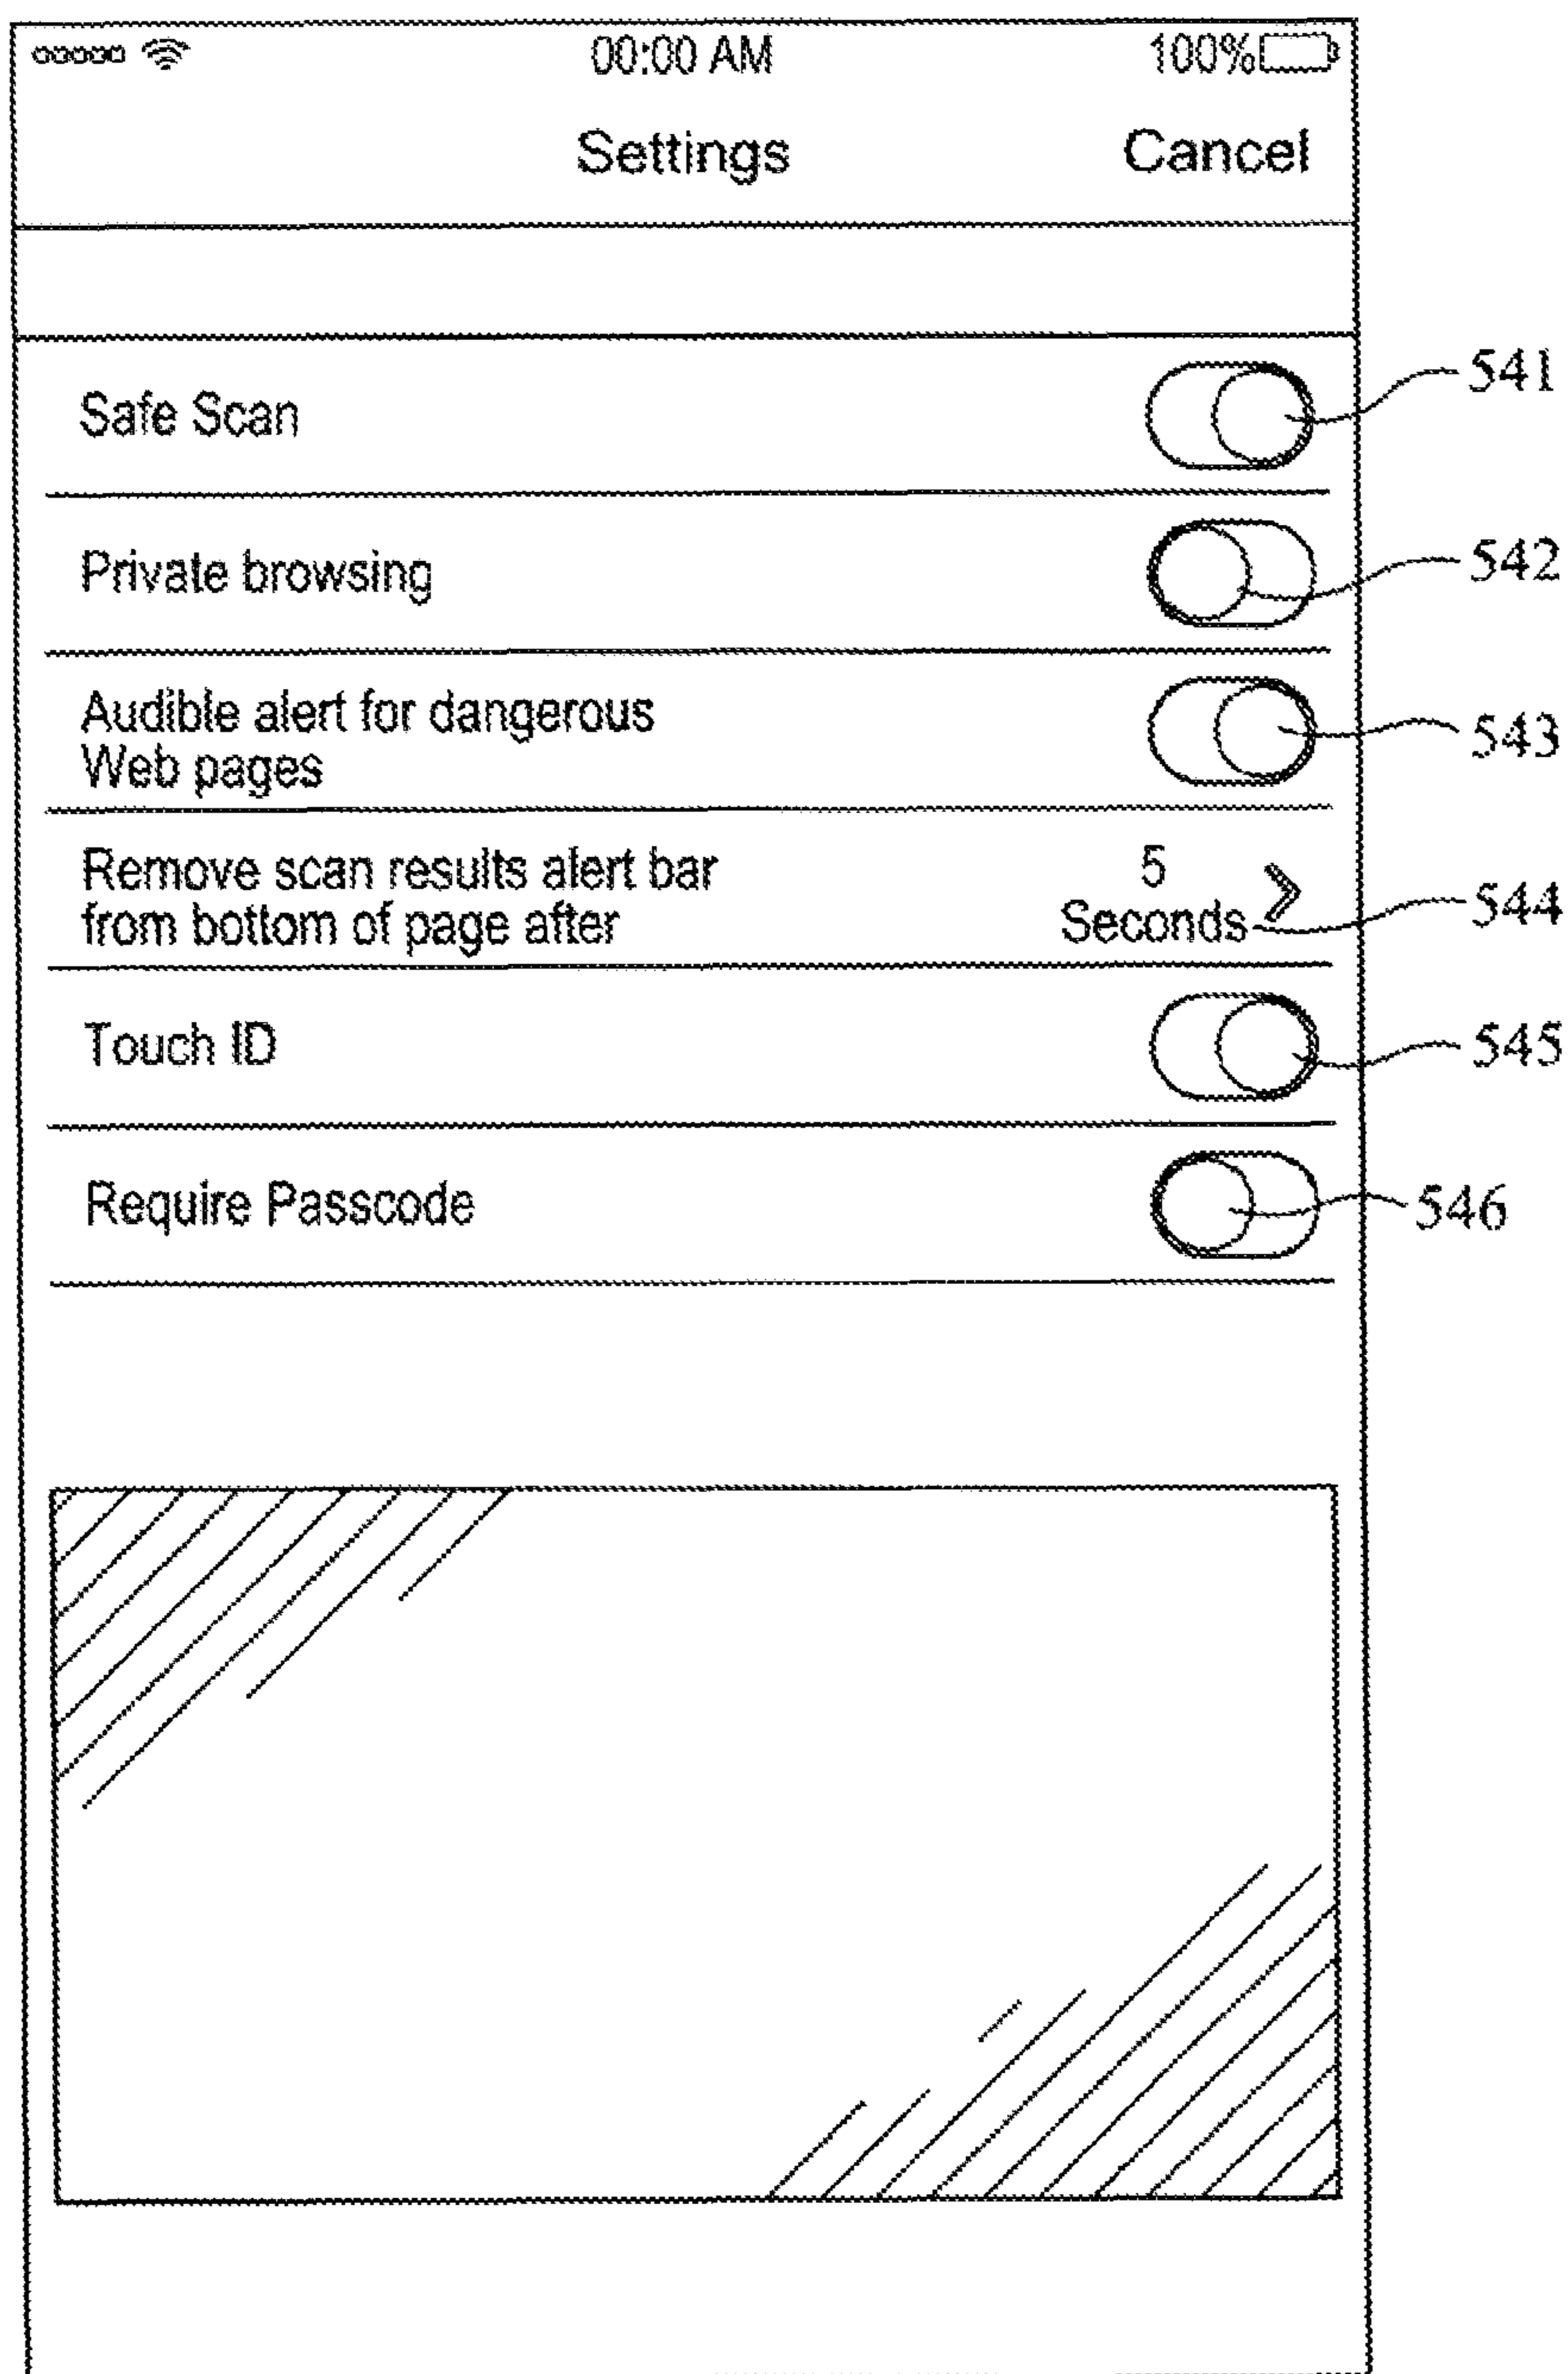 00:00 AM 100%
Settings Cancel
Safe Scan 541
Private browsing 542
Audible alert for dangerous
Web pages 543
Remove scan results alert bar 5
from bottom of page after Seconds 544
Touch ID 545
Require Passcode 546